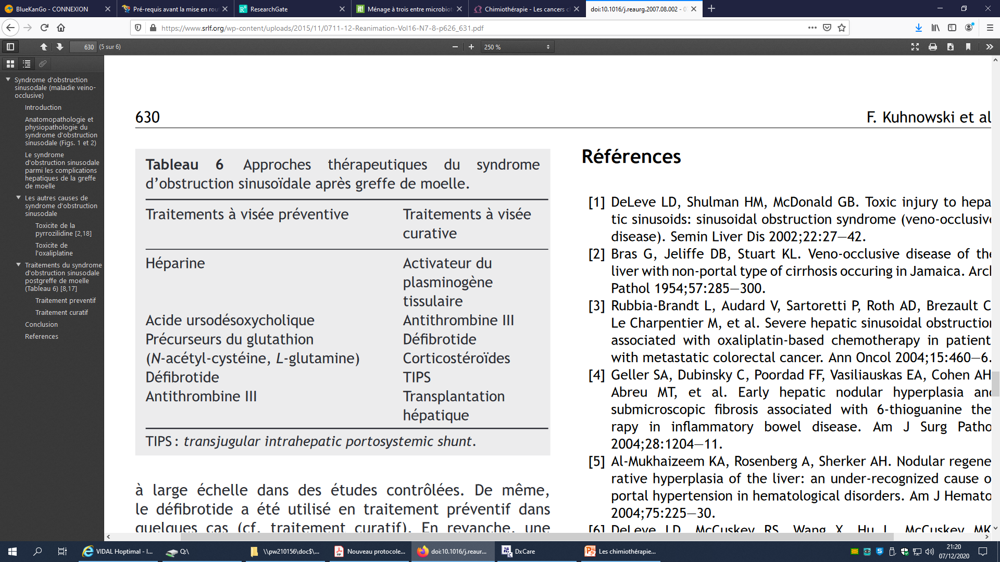 BlueKanGo - CONNEXION
Pré-requis avant la mise en rou
ResearchGate
Ménage à trois entre microbiot
Chimiothérapie - Les cancers c
doi:10.1016/j.reaurg.2007.08.002 - 0
https://www.srlf.org/wp-content/uploads/2015/11/0711-12-Reanimation-Vol16-N7-8-p626_631.pdf
630 (5 sur 6)
250 %
Syndrome d'obstruction
sinusodale (maladie veino-
occlusive)
Introduction
Anatomopathologie et
physiopathologie du
syndrome d'obstruction
sinusodale (Figs. 1 et 2)
Le syndrome
d'obstruction sinusodale
parmi les complications
hepatiques de la greffe
de moelle
Les autres causes de
syndrome d'obstruction
sinusodale
Toxicite de la
pyrrozilidine [2,18]
Toxicite de
l'oxaliplatine
Traitements du syndrome
d'obstruction sinusodale
postgreffe de moelle
(Tableau 6) [8,17]
Traitement preventif
Traitement curatif
Conclusion
References
630
F. Kuhnowski et al
Tableau 6 Approches thérapeutiques du syndrome
d’obstruction sinusoïdale après greffe de moelle.
Traitements à visée préventive
Traitements à visée
curative
Héparine
Activateur du
plasminogène
tissulaire
Acide ursodésoxycholique
Antithrombine III
Précurseurs du glutathion
Défibrotide
(N-acétyl-cystéine, L-glutamine)
Corticostéroïdes
Défibrotide
TIPS
Antithrombine III
Transplantation
hépatique
TIPS : transjugular intrahepatic portosystemic shunt.
à large échelle dans des études contrôlées. De même,
le défibrotide a été utilisé en traitement préventif dans
quelques cas (cf. traitement curatif). En revanche, une
Références
[1] DeLeve LD, Shulman HM, McDonald GB. Toxic injury to hepa
tic sinusoids: sinusoidal obstruction syndrome (veno-occlusive
disease). Semin Liver Dis 2002;22:27—42.
[2] Bras G, Jeliffe DB, Stuart KL. Veno-occlusive disease of the
liver with non-portal type of cirrhosis occuring in Jamaica. Arch
Pathol 1954;57:285—300.
[3] Rubbia-Brandt L, Audard V, Sartoretti P, Roth AD, Brezault C
Le Charpentier M, et al. Severe hepatic sinusoidal obstruction
associated with oxaliplatin-based chemotherapy in patient
with metastatic colorectal cancer. Ann Oncol 2004;15:460—6.
[4] Geller SA, Dubinsky C, Poordad FF, Vasiliauskas EA, Cohen AH
Abreu MT, et al. Early hepatic nodular hyperplasia and
submicroscopic fibrosis associated with 6-thioguanine the
rapy in inflammatory bowel disease. Am J Surg Patho
2004;28:1204—11.
[5] Al-Mukhaizeem KA, Rosenberg A, Sherker AH. Nodular regene
rative hyperplasia of the liver: an under-recognized cause o
portal hypertension in hematological disorders. Am J Hemato
2004;75:225—30.
[6] DeLeve LD, McCuskey RS, Wang X, Hu L, McCuskey MK
VIDAL Hoptimal - I...
Q:\
\\pw210156\doc$\...
Nouveau protocole...
doi:10.1016/j.reaur...
DxCare
Les chimiothérapie...
21:20
07/12/2020